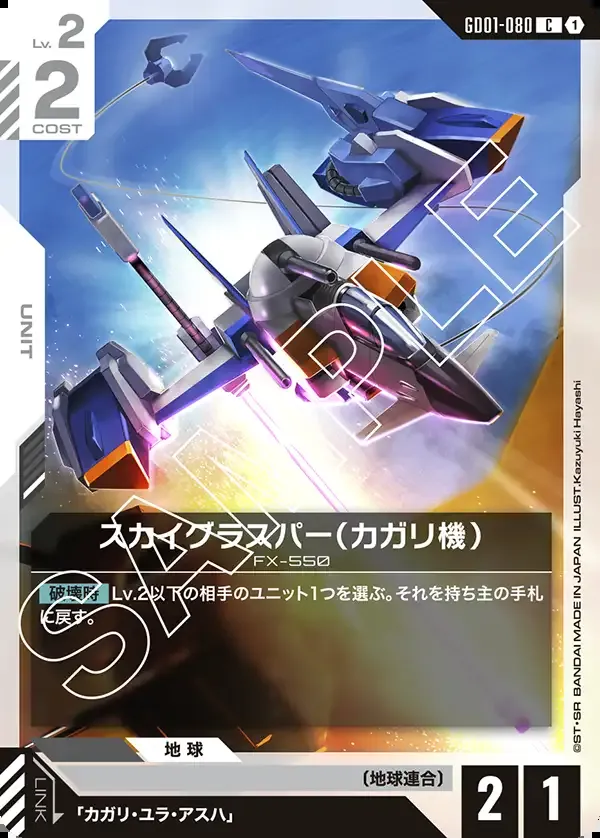 Lv. 2
2
COST
GD01-080 C 1
UNIT
SAMPLE
スカイグラスパー(カガリ機)
FX-550
破壊時 Lv.2以下の相手のユニット1つを選ぶ。それを持ち主の手札
に戻す。
©ST・SR BANDAI MADE IN JAPAN ILLUST.Kazuyuki Hayashi
地球
〔地球連合〕
LINK
「カガリ・ユラ・アスハ」
2 1